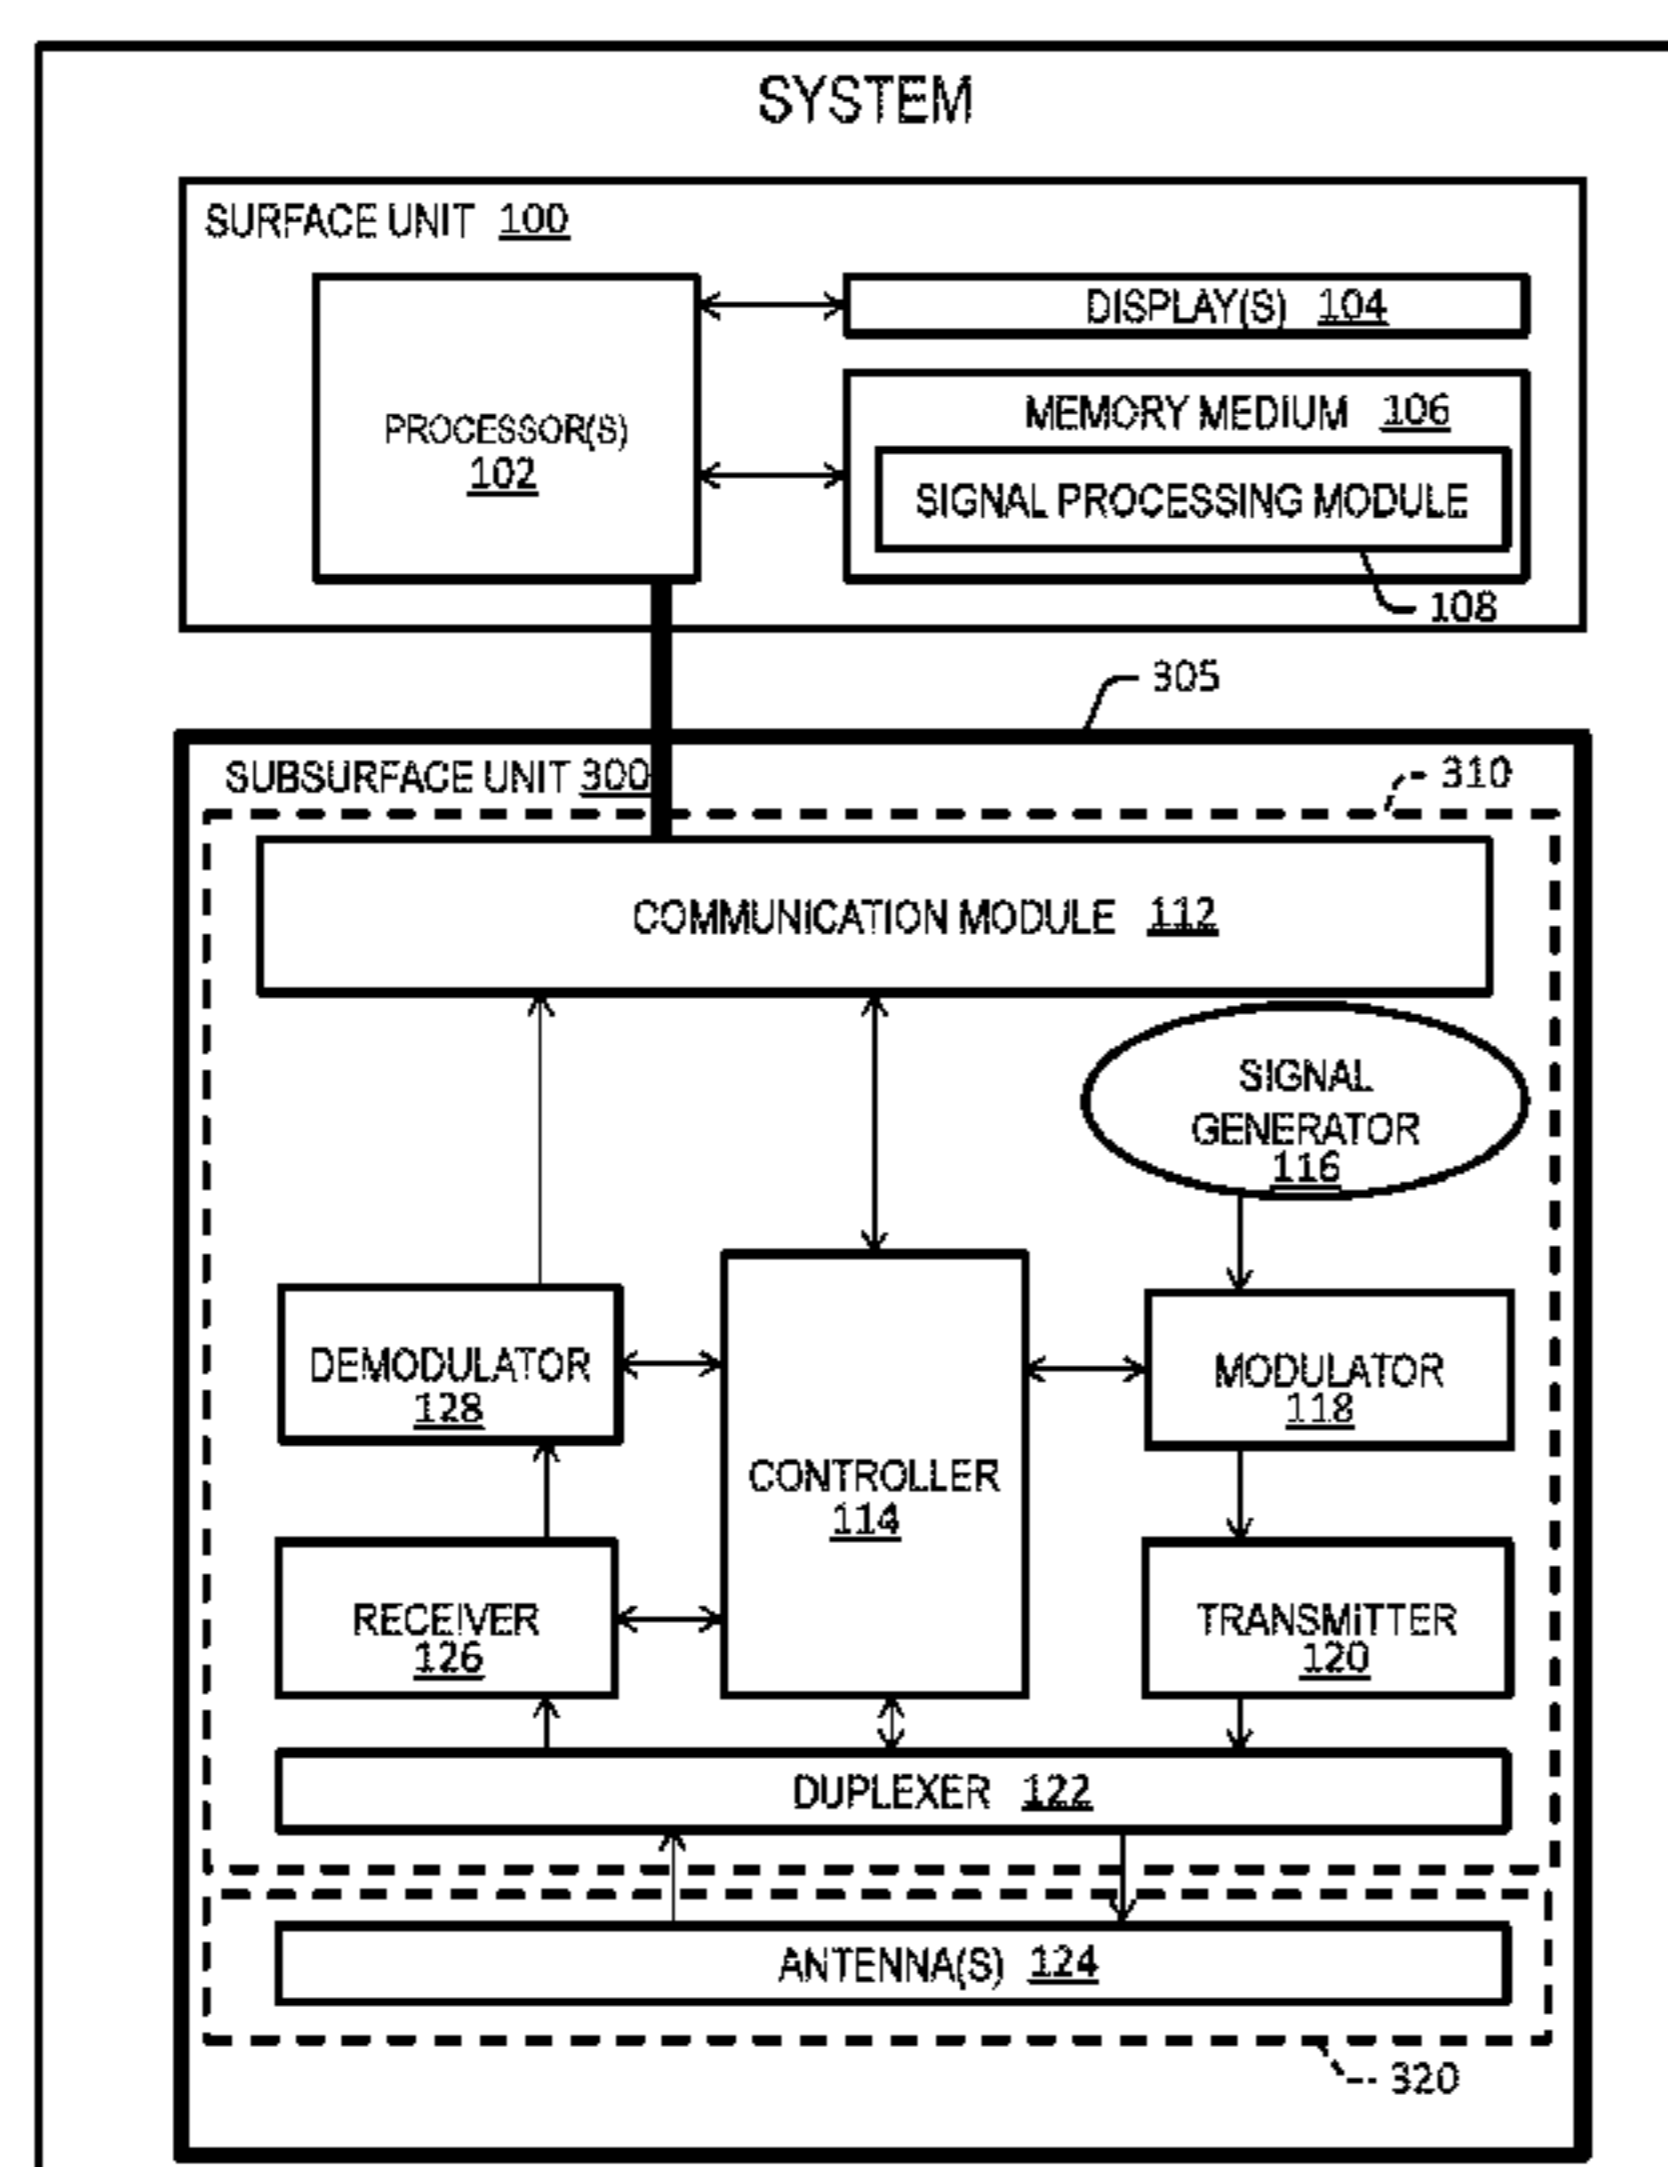 SYSTEM
SURFACE UNIT 100
DISPLAY(S) 104
PROCESSOR(S)
102
MEMORY MEDIUM 106
SIGNAL PROCESSING MODULE
108
305
SUBSURFACE UNIT 300
310
COMMUNICATION MODULE 112
SIGNAL
GENERATOR
116
DEMODULATOR
128
MODULATOR
118
CONTROLLER
114
RECEIVER
126
TRANSMITTER
120
DUPLEXER 122
ANTENNA(S) 124
320